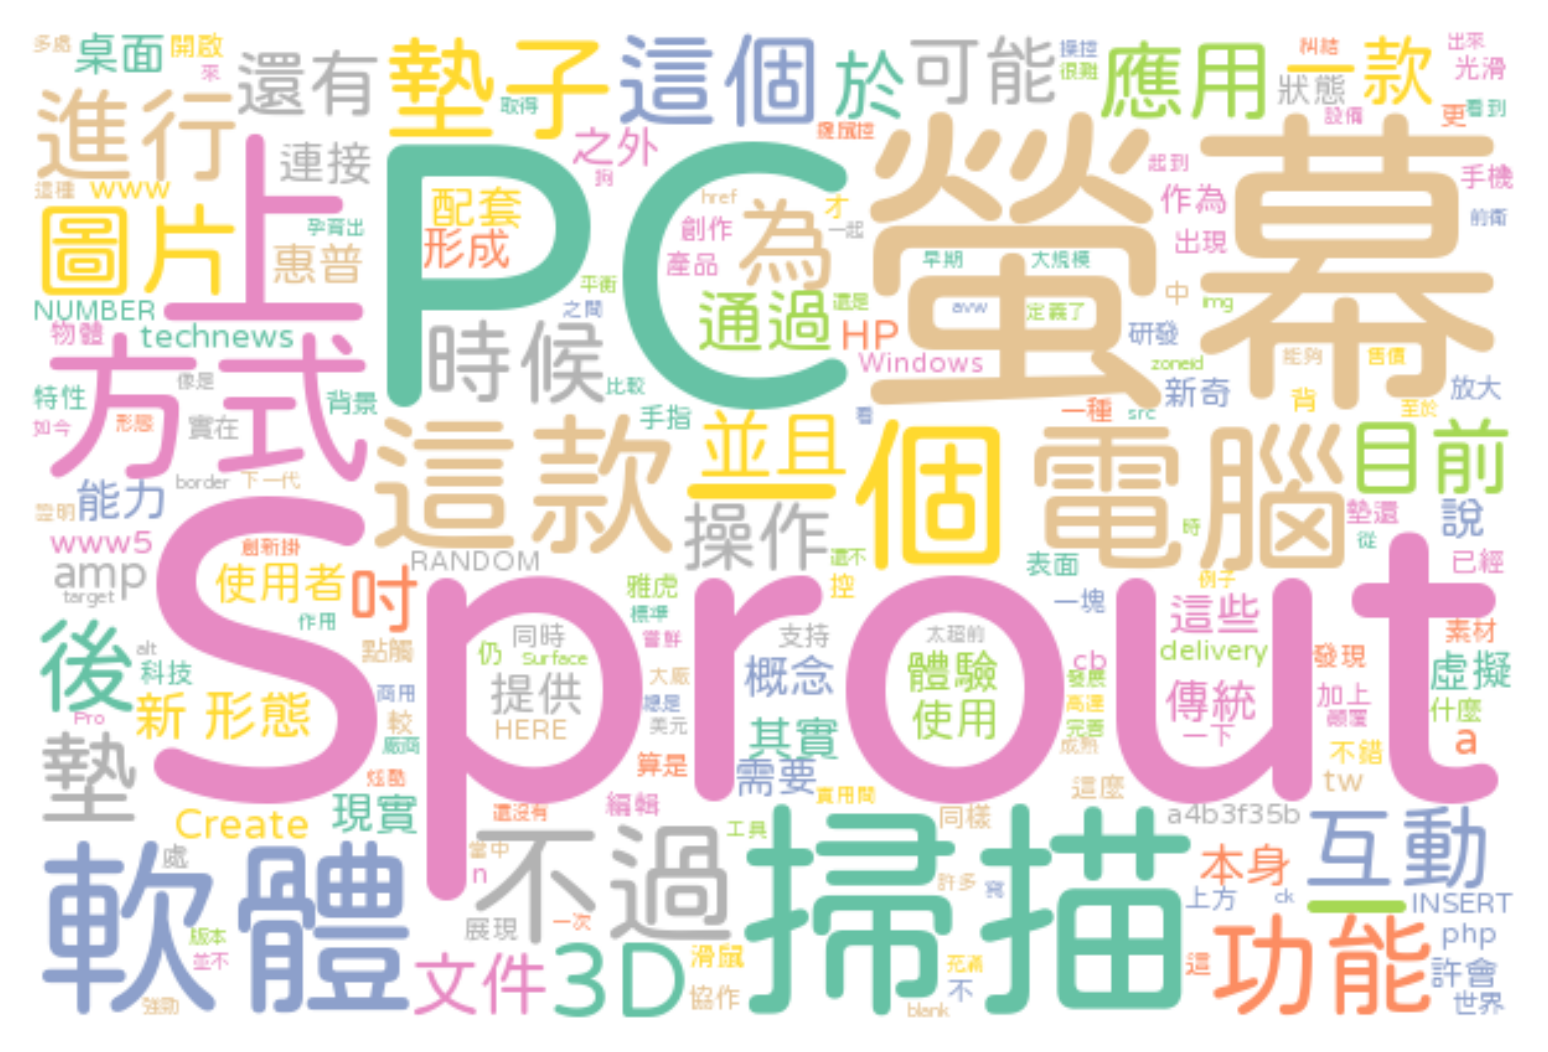 多處 桌面 開啟 來 還有 墊子 取得 這個 於 可能 操控 很難 應用 糾結 一款 狀態 設備 出來 光滑 更 看到
進行 連接 之外 狗 螢幕 起到 作為 出現 手機 前衛
這種 www 圖片 上 PC 配套 形成 href 創作 產品 為 才 一起
孕育出 惠普 平衡 之間 早期 大規模 中 img
NUMBER 物體 technews 時候 通過 還是 HP avw 定義了 研發 zoneid
方式 像是 比較 Windows 能夠 售價 新奇 放大
特性 如今 形態 實在 背景 手指 看 一種 src 背 至於
border 下一代 這款 並且 一 個 電腦 目前
能力 證明 操作 墊還 說 時 從
www5 創新掛 RANDOM 還不 表面 已經
amp target 使用者 吋 雅虎 控 例子
Sprout
作用 同時 標準 一塊 這些 素材
後 alt 科技 點觸 仍 Surface 嘗鮮 支持 太超前 cb delivery 發現 虛擬
大廠 概念 體驗 發展
Pro 新 形態 商用 提供 總是 使用 高達 傳統 加上 顛覆 什麼
較 HERE 美元 其實 完善 一下 a
墊 廠商 算是 成熟 不錯
炫酷 需要 這麼 tw
Create 現實 還沒有 編輯 實用間 同樣 a4b3f35b 互動
處 當中 不過 工具 掃描 本身
軟體 n 許多 窩 上方 ck INSERT
版本 展現 一次 php
並不 文件 3D 滑鼠 充滿 這 功能 許會
強勁 協作 blank 不 世界